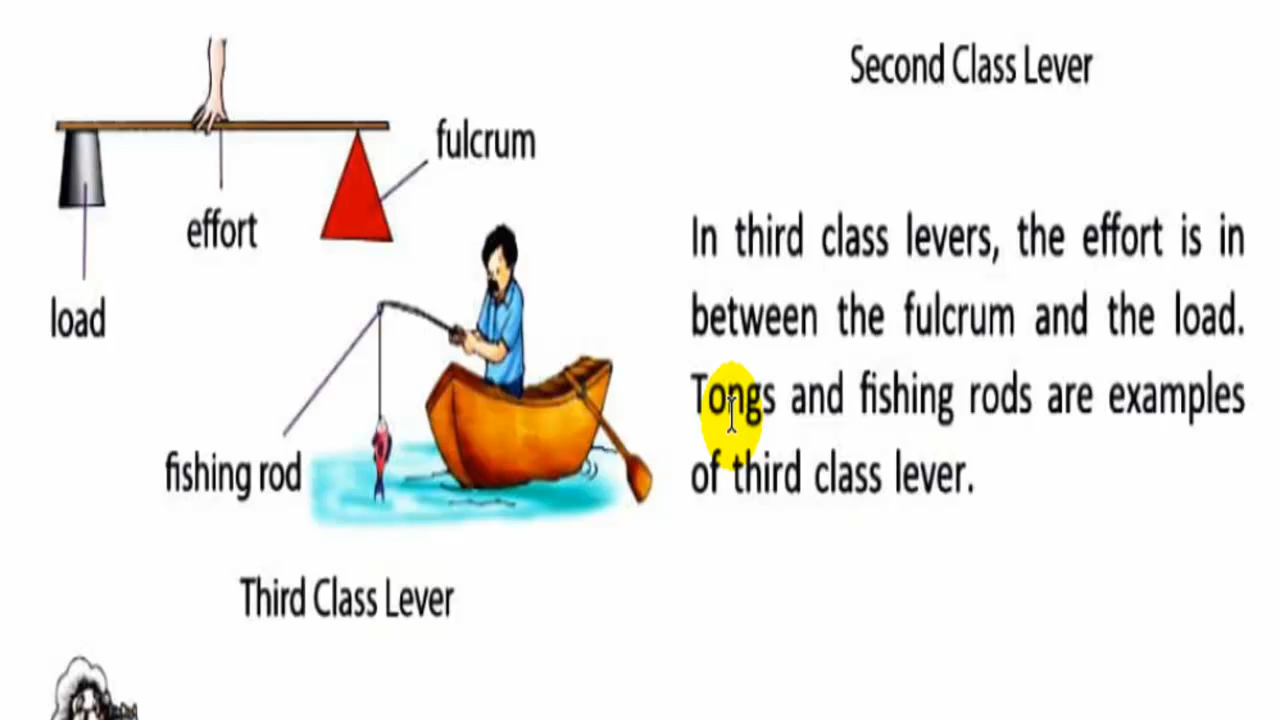 Second Class Lever
fulcrum
effort
load
In third class levers, the effort is in
between the fulcrum and the load.
Tongs and fishing rods are examples
of third class lever.
fishing rod
Third Class Lever